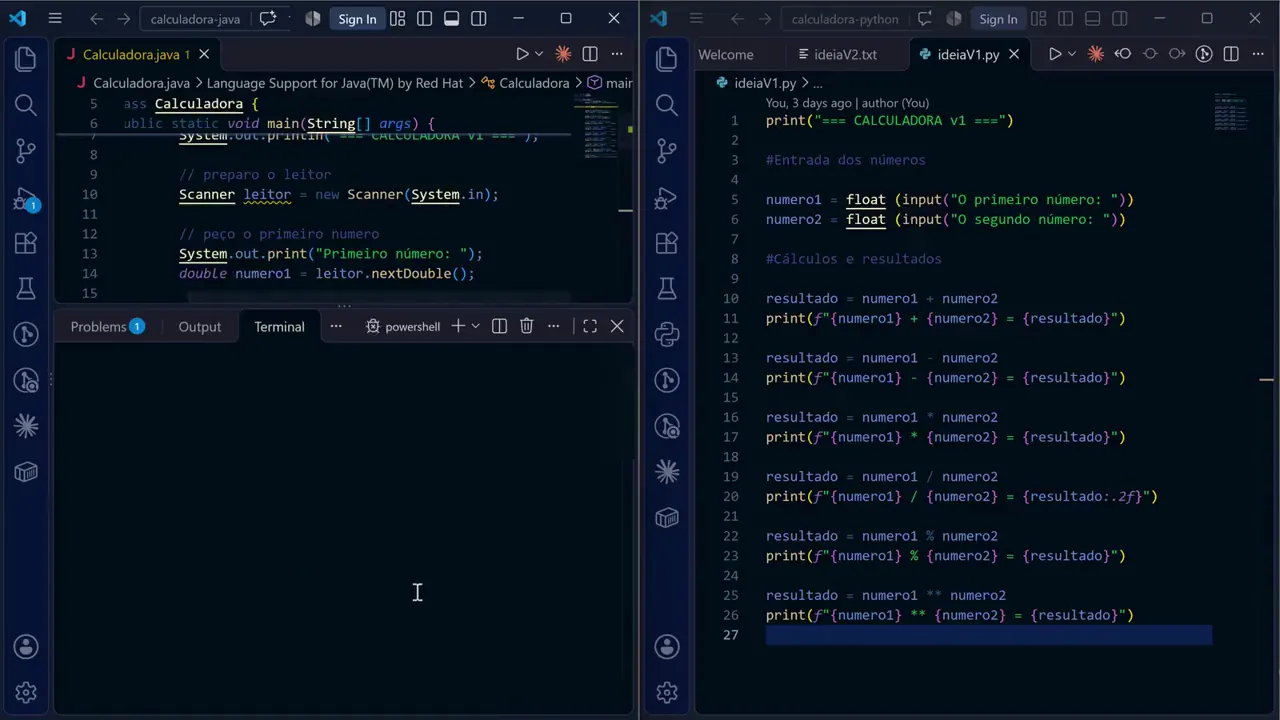 calculadora-java
Sign In
Calculadora.java 1
Calculadora.java > Language Support for Java(TM) by Red Hat > Calculadora > main
5 ass Calculadora {
6 ublic static void main(String[] args) {
7 System.out.println("=== CALCULADORA v1 ===");
8
9 // preparo o leitor
10 Scanner leitor = new Scanner(System.in);
11
12 // peço o primeiro numero
13 System.out.print("Primeiro número: ");
14 double numero1 = leitor.nextDouble();
15
Problems 1 Output Terminal powershell
1
calculadora-python
Sign In
Welcome ideiaV2.txt ideiaV1.py
ideiaV1.py > ...
You, 3 days ago | author (You)
1 print("=== CALCULADORA v1 ===")
2
3 #Entrada dos números
4
5 numero1 = float (input("O primeiro número: "))
6 numero2 = float (input("O segundo número: "))
7
8 #Cálculos e resultados
9
10 resultado = numero1 + numero2
11 print(f"{numero1} + {numero2} = {resultado}")
12
13 resultado = numero1 - numero2
14 print(f"{numero1} - {numero2} = {resultado}")
15
16 resultado = numero1 * numero2
17 print(f"{numero1} * {numero2} = {resultado}")
18
19 resultado = numero1 / numero2
20 print(f"{numero1} / {numero2} = {resultado:.2f}")
21
22 resultado = numero1 % numero2
23 print(f"{numero1} % {numero2} = {resultado}")
24
25 resultado = numero1 ** numero2
26 print(f"{numero1} ** {numero2} = {resultado}")
27